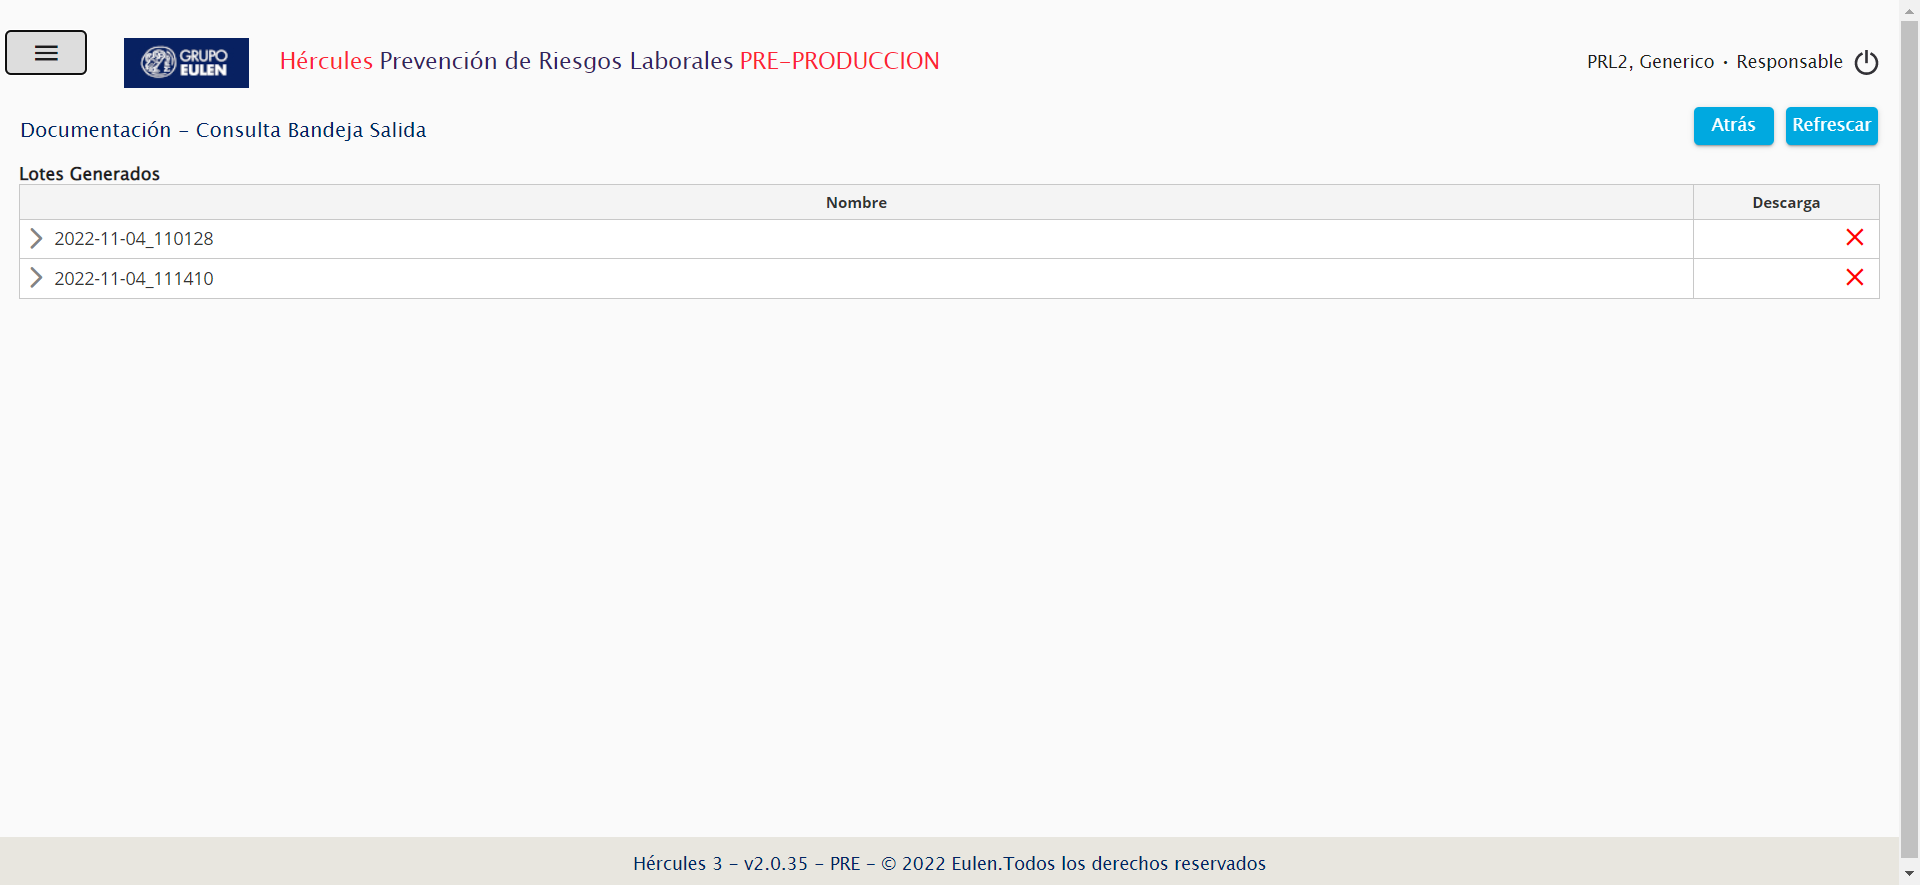 GRUPO
EULEN
Hércules Prevención de Riesgos Laborales PRE-PRODUCCION
PRL2, Generico · Responsable
Documentación - Consulta Bandeja Salida
Atrás
Refrescar
Lotes Generados
Nombre
Descarga
2022-11-04_110128
2022-11-04_111410
Hércules 3 - v2.0.35 - PRE - © 2022 Eulen.Todos los derechos reservados